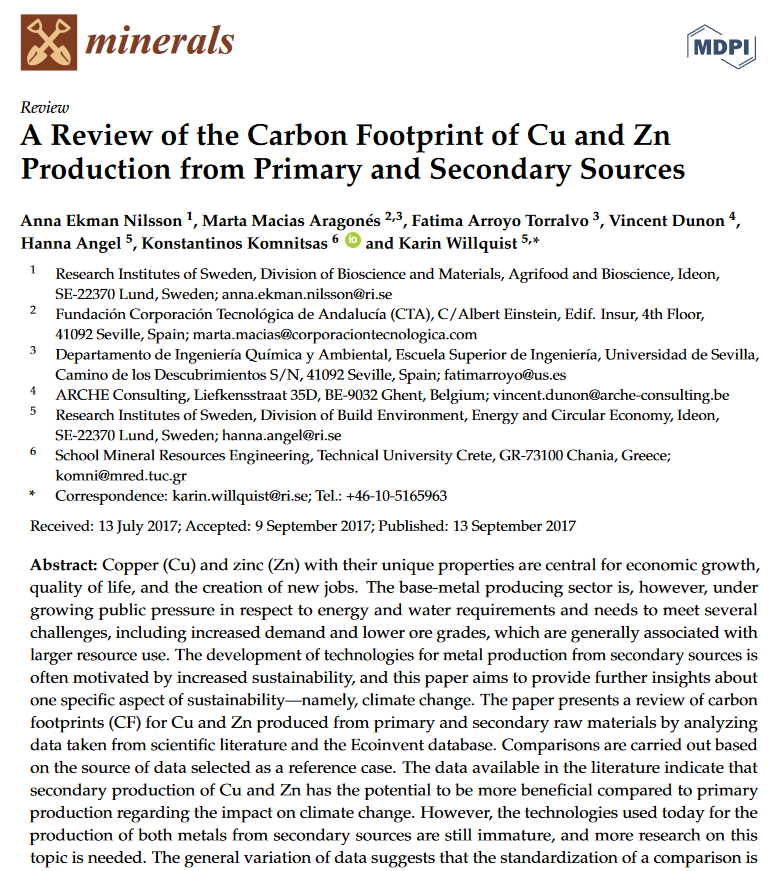 minerals
MDPI
Review
A Review of the Carbon Footprint of Cu and Zn
Production from Primary and Secondary Sources
Anna Ekman Nilsson 1, Marta Macias Aragonés 2,3, Fatima Arroyo Torralvo 3, Vincent Dunon 4,
Hanna Angel 5, Konstantinos Komnitsas 6 iD and Karin Willquist 5,*
1 Research Institutes of Sweden, Division of Bioscience and Materials, Agrifood and Bioscience, Ideon,
SE-22370 Lund, Sweden; anna.ekman.nilsson@ri.se
2 Fundación Corporación Tecnológica de Andalucía (CTA), C/Albert Einstein, Edif. Insur, 4th Floor,
41092 Seville, Spain; marta.macias@corporaciontecnologica.com
3 Departamento de Ingeniería Química y Ambiental, Escuela Superior de Ingeniería, Universidad de Sevilla,
Camino de los Descubrimientos S/N, 41092 Seville, Spain; fatimarroyo@us.es
4 ARCHE Consulting, Liefkensstraat 35D, BE-9032 Ghent, Belgium; vincent.dunon@arche-consulting.be
5 Research Institutes of Sweden, Division of Build Environment, Energy and Circular Economy, Ideon,
SE-22370 Lund, Sweden; hanna.angel@ri.se
6 School Mineral Resources Engineering, Technical University Crete, GR-73100 Chania, Greece;
komni@mred.tuc.gr
* Correspondence: karin.willquist@ri.se; Tel.: +46-10-5165963
Received: 13 July 2017; Accepted: 9 September 2017; Published: 13 September 2017
Abstract: Copper (Cu) and zinc (Zn) with their unique properties are central for economic growth,
quality of life, and the creation of new jobs. The base-metal producing sector is, however, under
growing public pressure in respect to energy and water requirements and needs to meet several
challenges, including increased demand and lower ore grades, which are generally associated with
larger resource use. The development of technologies for metal production from secondary sources is
often motivated by increased sustainability, and this paper aims to provide further insights about
one specific aspect of sustainability—namely, climate change. The paper presents a review of carbon
footprints (CF) for Cu and Zn produced from primary and secondary raw materials by analyzing
data taken from scientific literature and the Ecoinvent database. Comparisons are carried out based
on the source of data selected as a reference case. The data available in the literature indicate that
secondary production of Cu and Zn has the potential to be more beneficial compared to primary
production regarding the impact on climate change. However, the technologies used today for the
production of both metals from secondary sources are still immature, and more research on this
topic is needed. The general variation of data suggests that the standardization of a comparison is